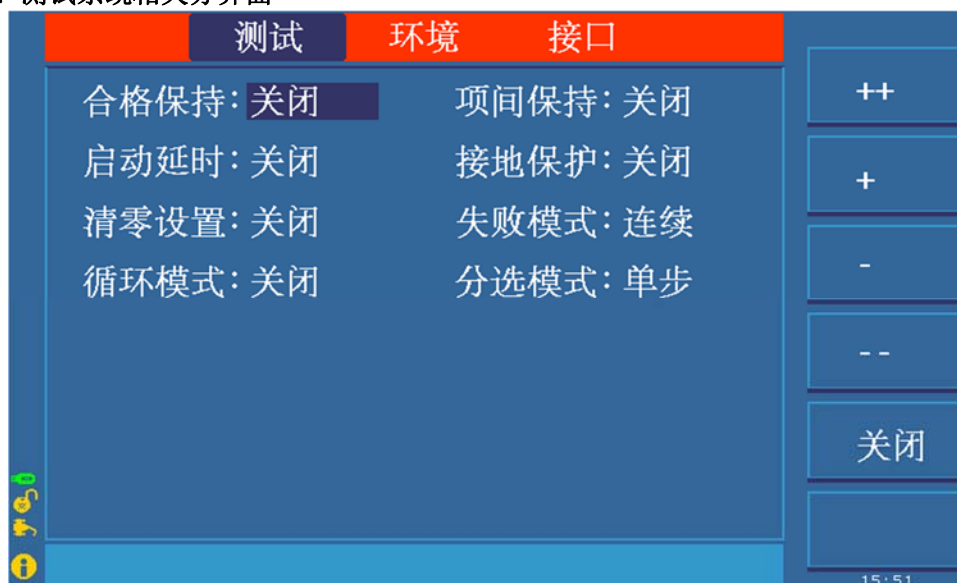 测试 环境 接口
合格保持：关闭 项间保持：关闭
启动延时：关闭 接地保护：关闭
清零设置：关闭 失败模式：连续
循环模式：关闭 分选模式：单步
++
+
-
--
关闭
15:51